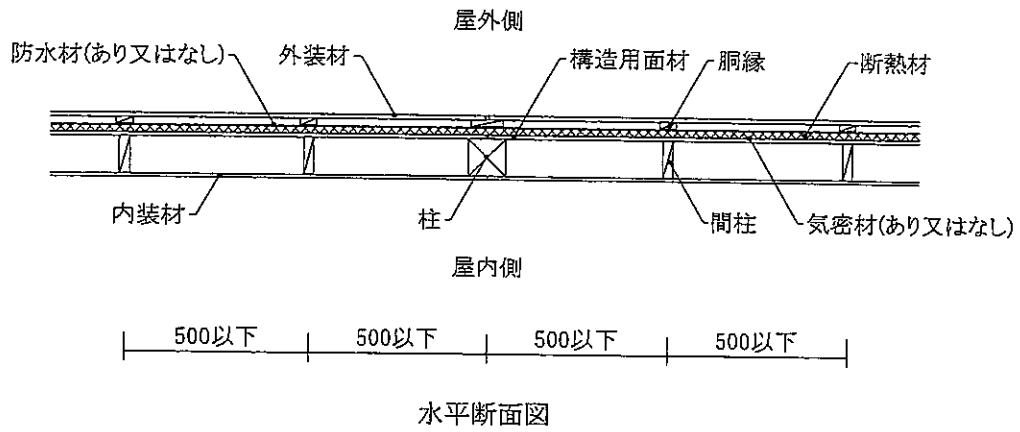 屋外側
防水材(あり又はなし)
外装材
構造用面材
胴縁
断熱材
内装材
柱
間柱
気密材(あり又はなし)
屋内側
500以下
500以下
500以下
500以下
水平断面図